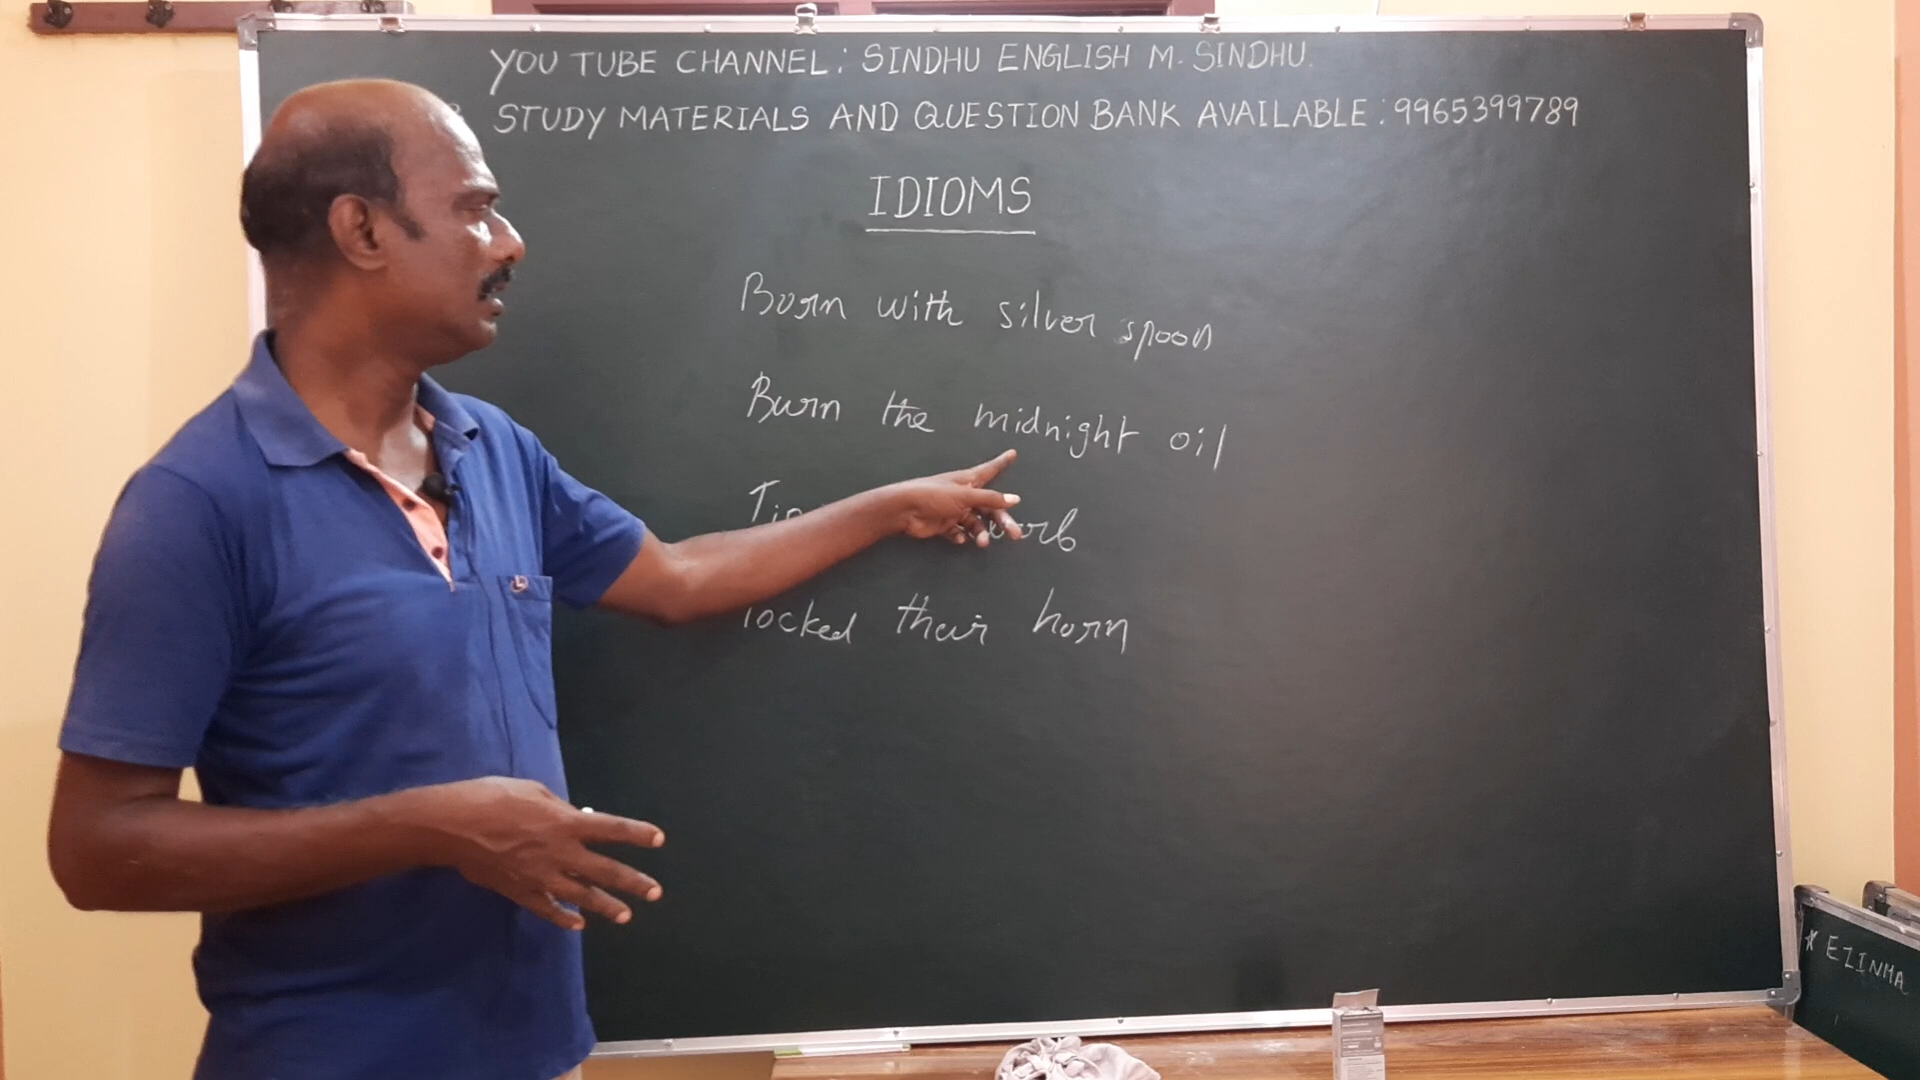 YOU TUBE CHANNEL: SINDHU ENGLISH M. SINDHU.
STUDY MATERIALS AND QUESTION BANK AVAILABLE: 9965399789
IDIOMS
Born with silver spoon
Burn the midnight oil
locked their horn
* EZINMA